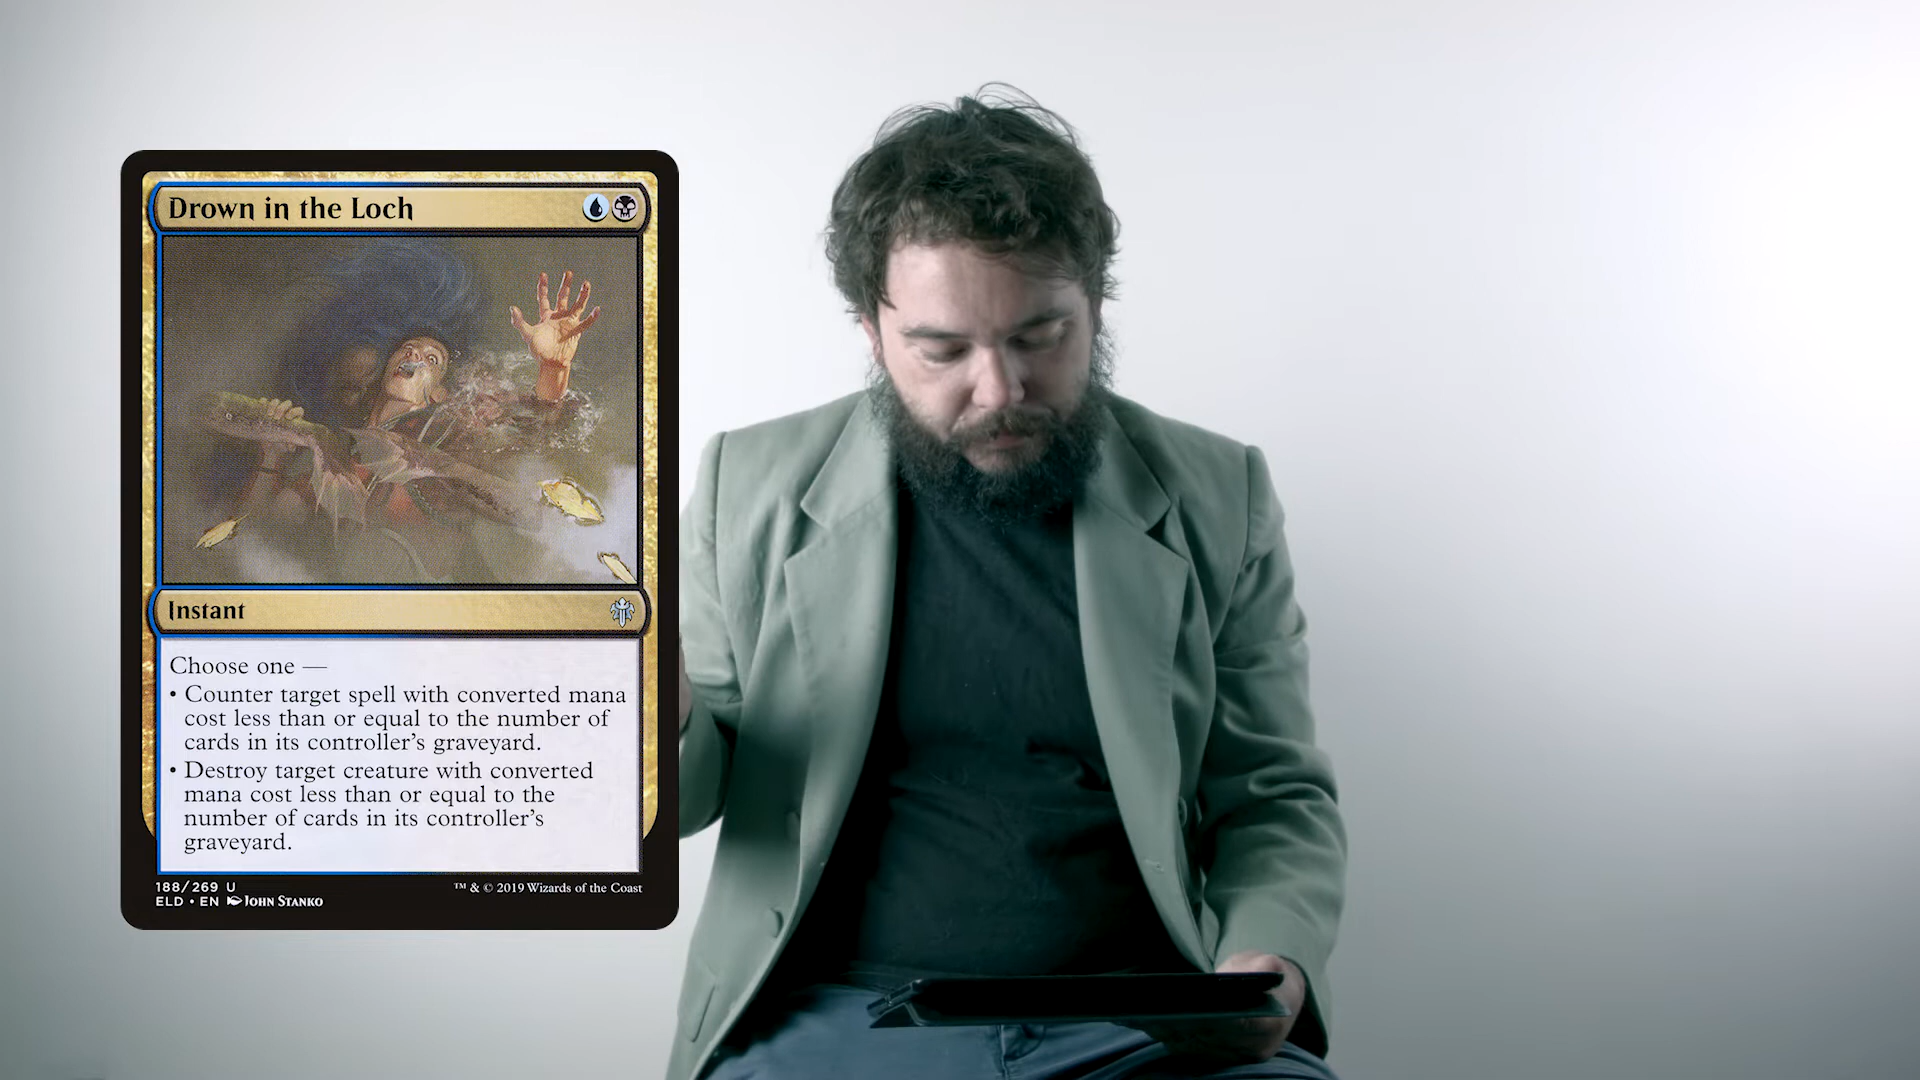 Drown in the Loch
Instant
Choose one —
• Counter target spell with converted mana
cost less than or equal to the number of
cards in its controller's graveyard.
• Destroy target creature with converted
mana cost less than or equal to the
number of cards in its controller's
graveyard.
188/269 U
ELD • EN John Stanko
™ & © 2019 Wizards of the Coast